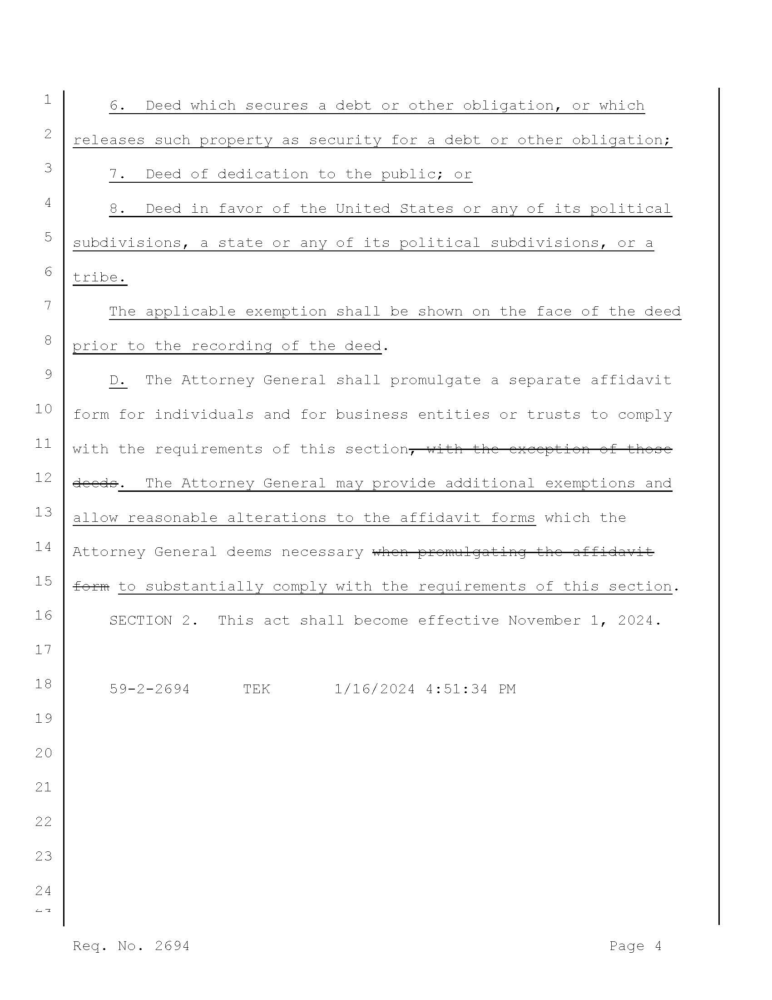 1 6. Deed which secures a debt or other obligation, or which
2 releases such property as security for a debt or other obligation;
3 7. Deed of dedication to the public; or
4 8. Deed in favor of the United States or any of its political
5 subdivisions, a state or any of its political subdivisions, or a
6 tribe.
7 The applicable exemption shall be shown on the face of the deed
8 prior to the recording of the deed.
9 D. The Attorney General shall promulgate a separate affidavit
10 form for individuals and for business entities or trusts to comply
11 with the requirements of this section, with the exception of those
12 deeds. The Attorney General may provide additional exemptions and
13 allow reasonable alterations to the affidavit forms which the
14 Attorney General deems necessary when promulgating the affidavit
15 form to substantially comply with the requirements of this section.
16 SECTION 2. This act shall become effective November 1, 2024.
17
18 59-2-2694 TEK 1/16/2024 4:51:34 PM
19
20
21
22
23
24
Req. No. 2694 Page 4